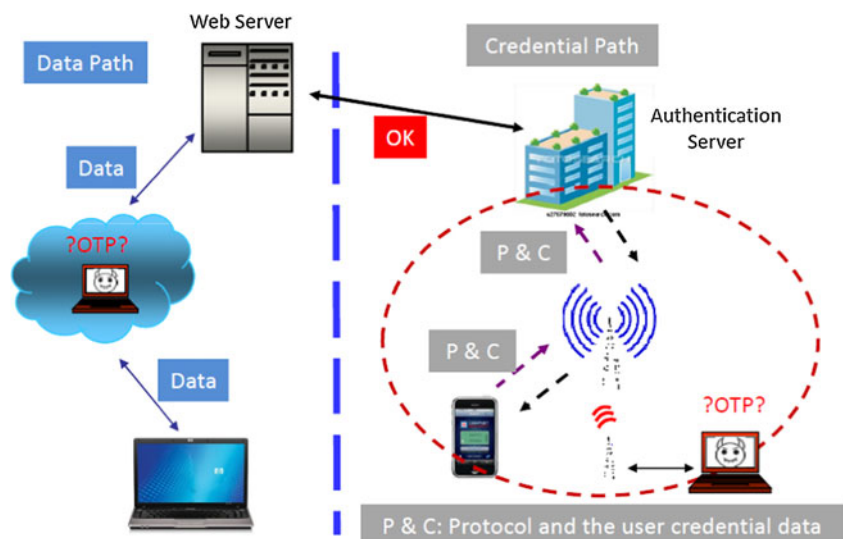 Web Server
Data Path
Credential Path
OK
Authentication
Server
Data
?OTP?
P & C
P & C
Data
?OTP?
P & C: Protocol and the user credential data